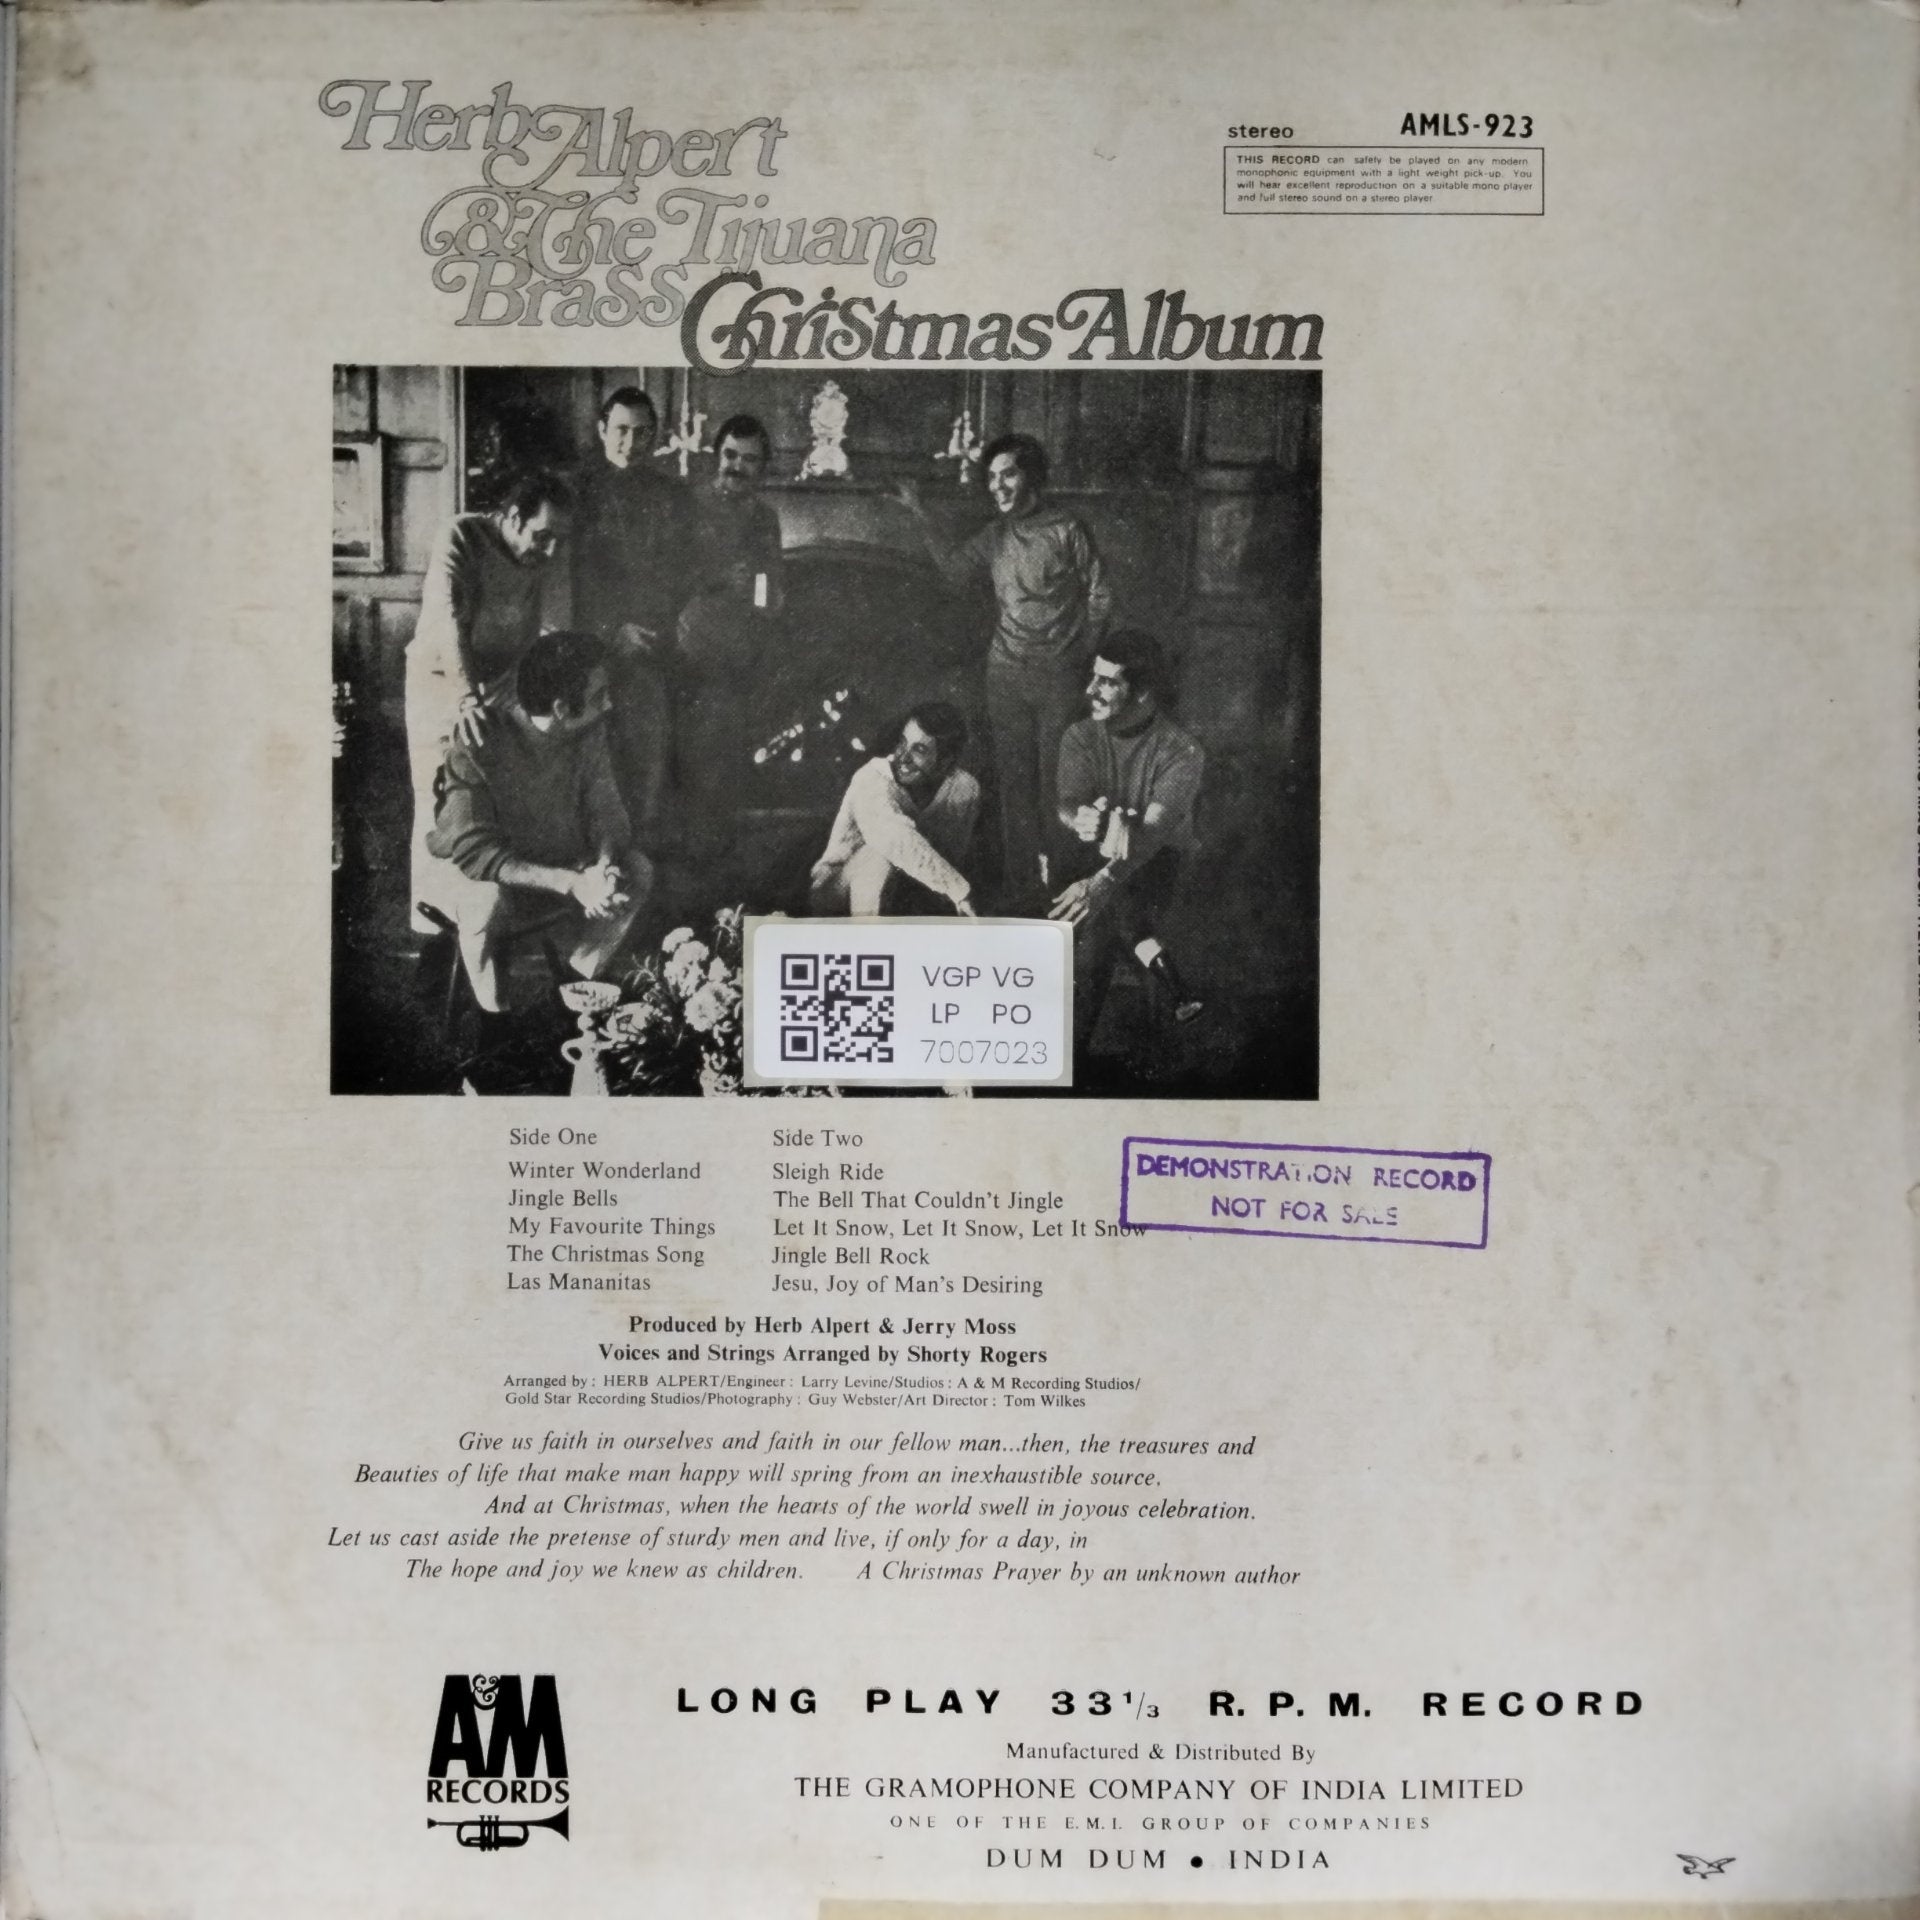 Herb Alpert
& The Tijuana
Brass Christmas Album
stereo AMLS-923
THIS RECORD can safely be played on any modern
monophonic equipment with a light weight pick-up. You
will hear excellent reproduction on a suitable mono player
and full stereo sound on a stereo player
VGP VG
LP PO
7007023
Side One
Winter Wonderland
Jingle Bells
My Favourite Things
The Christmas Song
Las Mananitas
Side Two
Sleigh Ride
The Bell That Couldn't Jingle
Let It Snow, Let It Snow, Let It Snow
Jingle Bell Rock
Jesu, Joy of Man's Desiring
DEMONSTRATION RECORD
NOT FOR SALE
Produced by Herb Alpert & Jerry Moss
Voices and Strings Arranged by Shorty Rogers
Arranged by : HERB ALPERT/Engineer : Larry Levine/Studios : A & M Recording Studios/
Gold Star Recording Studios/Photography : Guy Webster/Art Director : Tom Wilkes
Give us faith in ourselves and faith in our fellow man...then, the treasures and
Beauties of life that make man happy will spring from an inexhaustible source.
And at Christmas, when the hearts of the world swell in joyous celebration.
Let us cast aside the pretense of sturdy men and live, if only for a day, in
The hope and joy we knew as children. A Christmas Prayer by an unknown author
A&M
RECORDS
LONG PLAY 33 1/3 R. P. M. RECORD
Manufactured & Distributed By
THE GRAMOPHONE COMPANY OF INDIA LIMITED
ONE OF THE E.M.I. GROUP OF COMPANIES
DUM DUM • INDIA